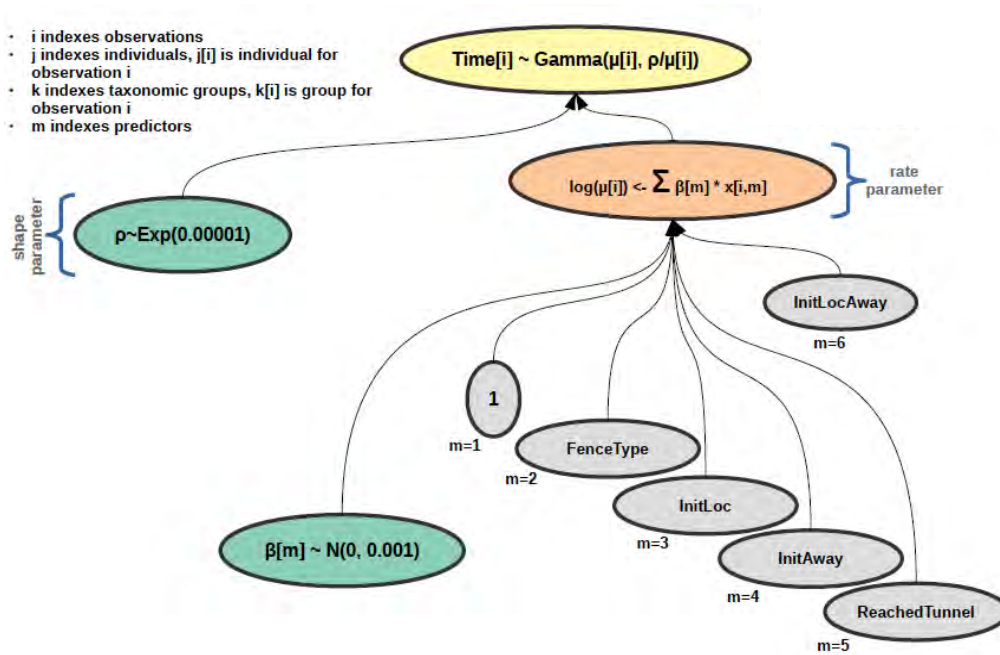 • i indexes observations
• j indexes individuals, j[i] is individual for
observation i
• k indexes taxonomic groups, k[i] is group for
observation i
• m indexes predictors
Time[i] ~ Gamma(μ[i], ρ/μ[i])
log(μ[i]) <- Σ β[m] * x[i,m]
rate
parameter
shape
parameter
ρ~Exp(0.00001)
InitLocAway
m=6
1
m=1
FenceType
m=2
InitLoc
m=3
β[m] ~ N(0, 0.001)
InitAway
m=4
ReachedTunnel
m=5